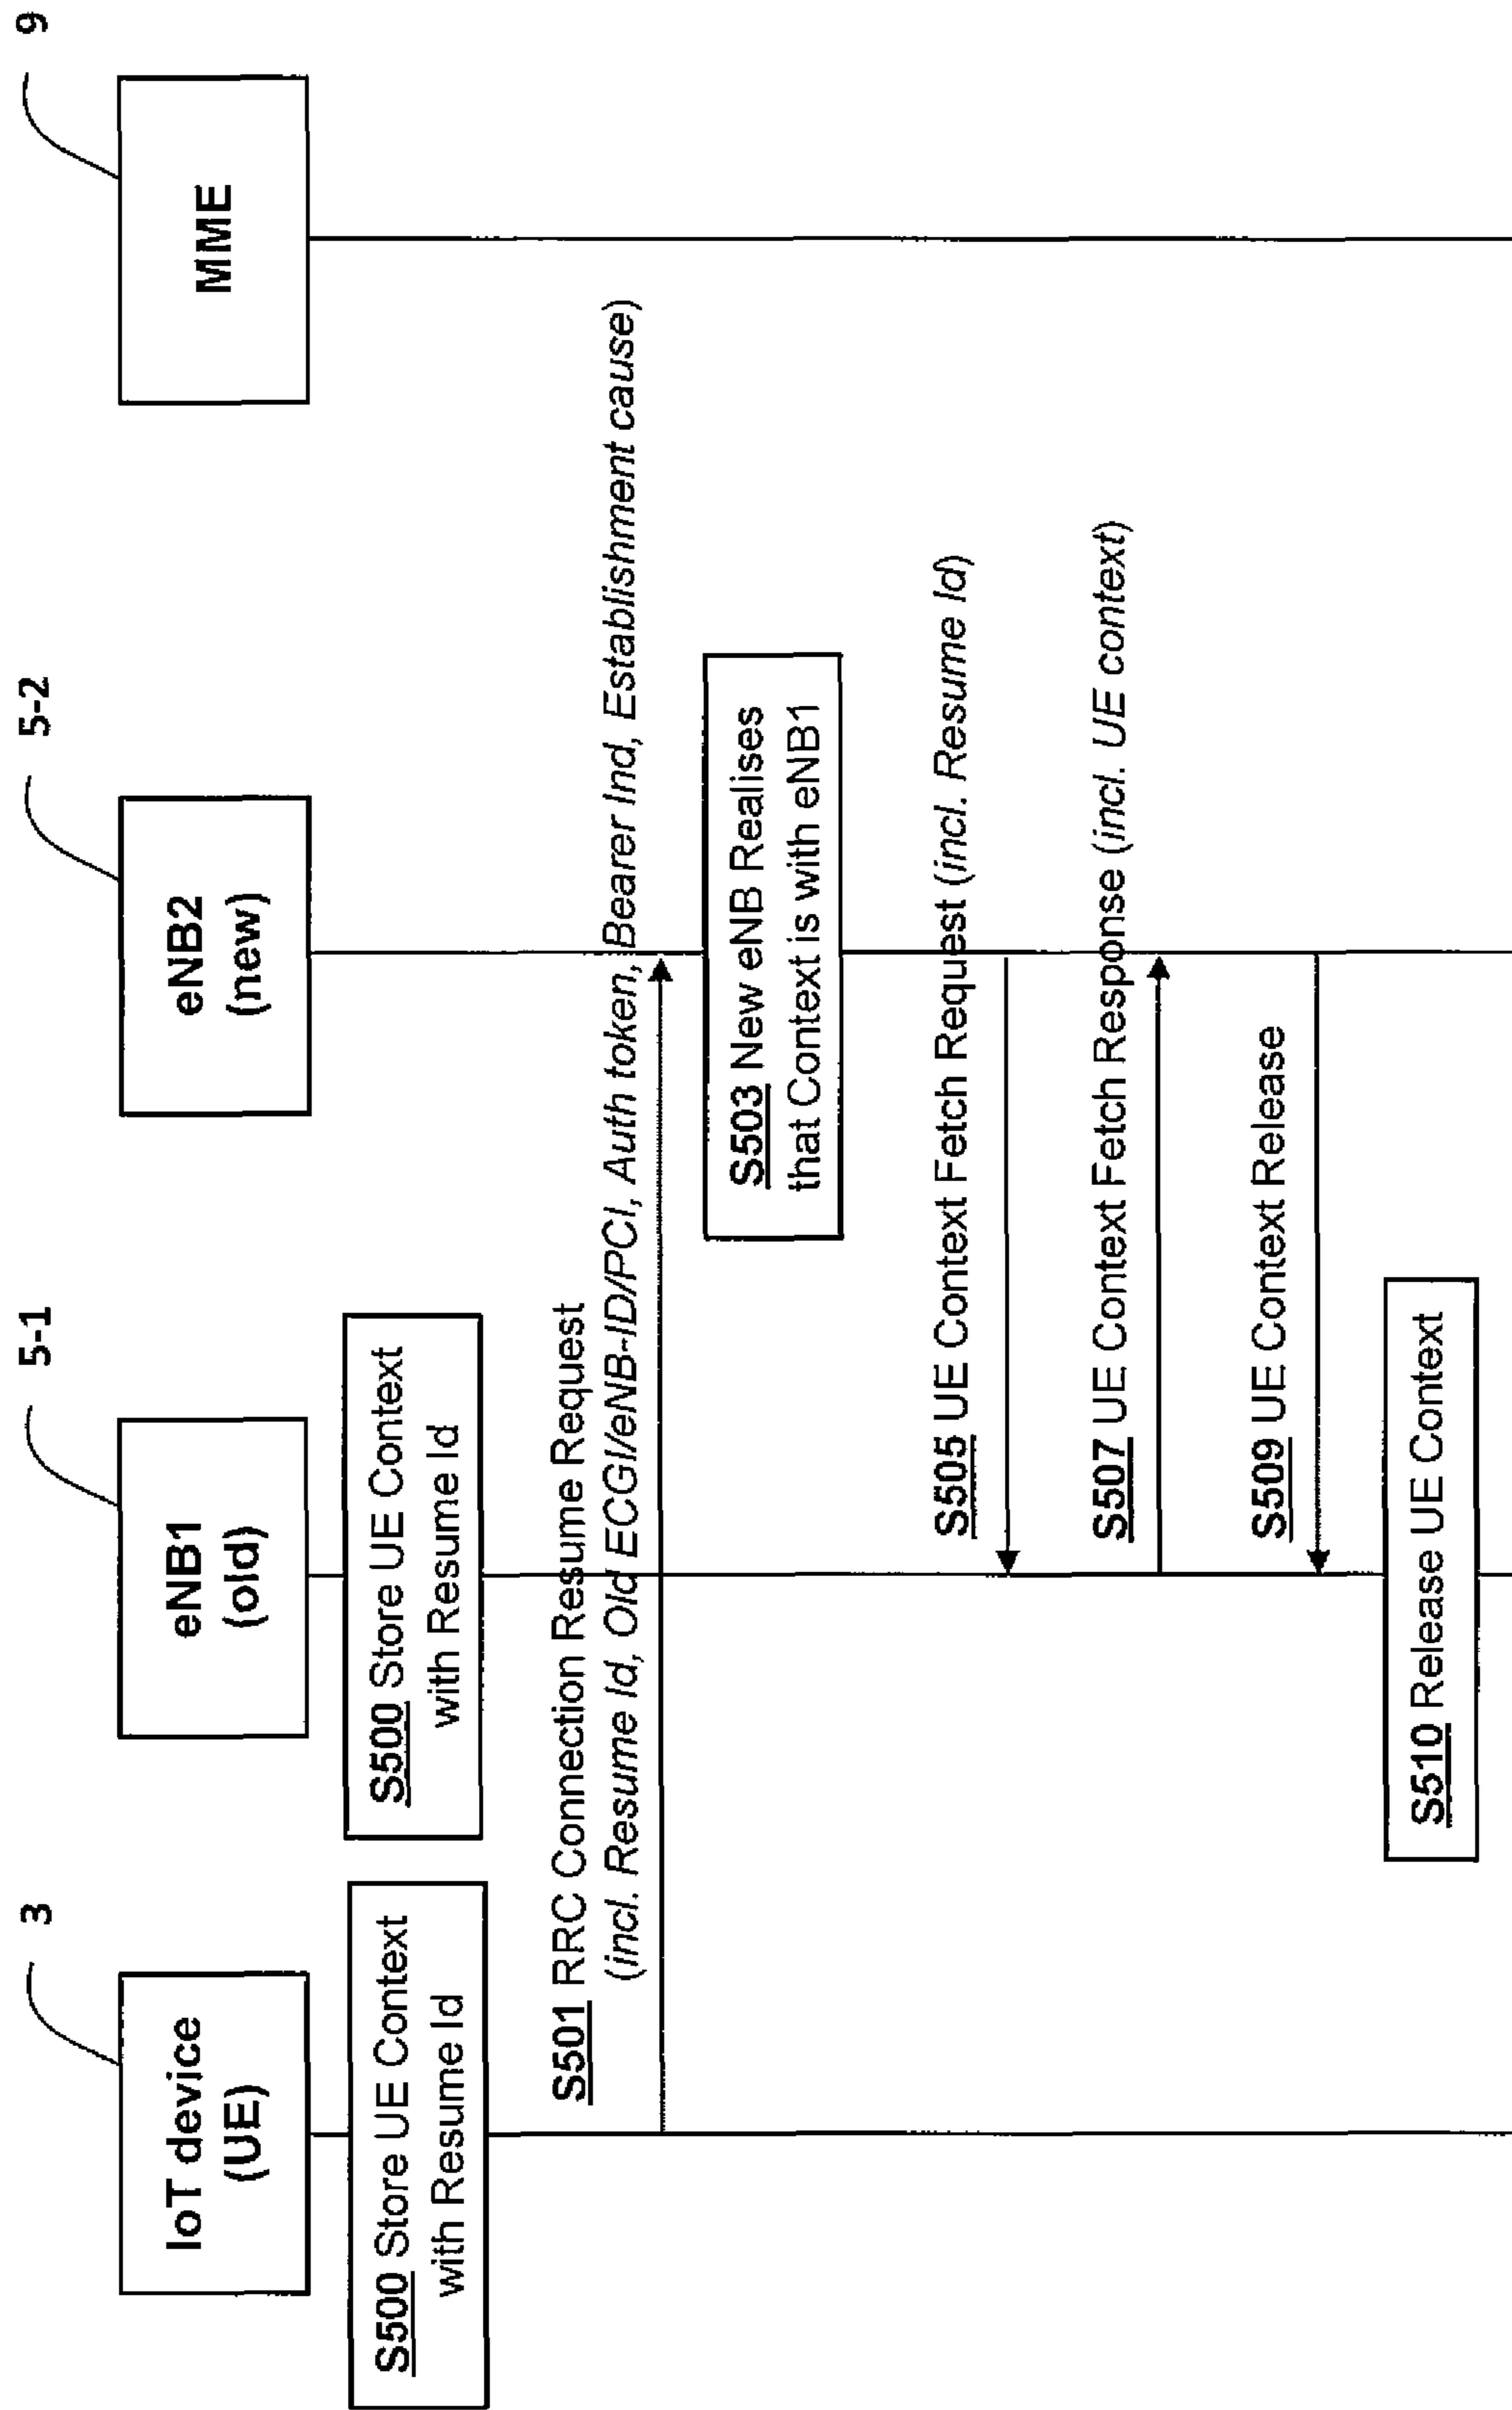 3
5-1
5-2
9
IoT device
(UE)
eNB1
(old)
eNB2
(new)
MME
S500 Store UE Context
with Resume Id
S500 Store UE Context
with Resume Id
S501 RRC Connection Resume Request
(incl. Resume Id, Old ECGI/eNB-ID/PCI, Auth token, Bearer Ind, Establishment cause)
S503 New eNB Realises
that Context is with eNB1
S505 UE Context Fetch Request (incl. Resume Id)
S507 UE Context Fetch Response (incl. UE context)
S509 UE Context Release
S510 Release UE Context